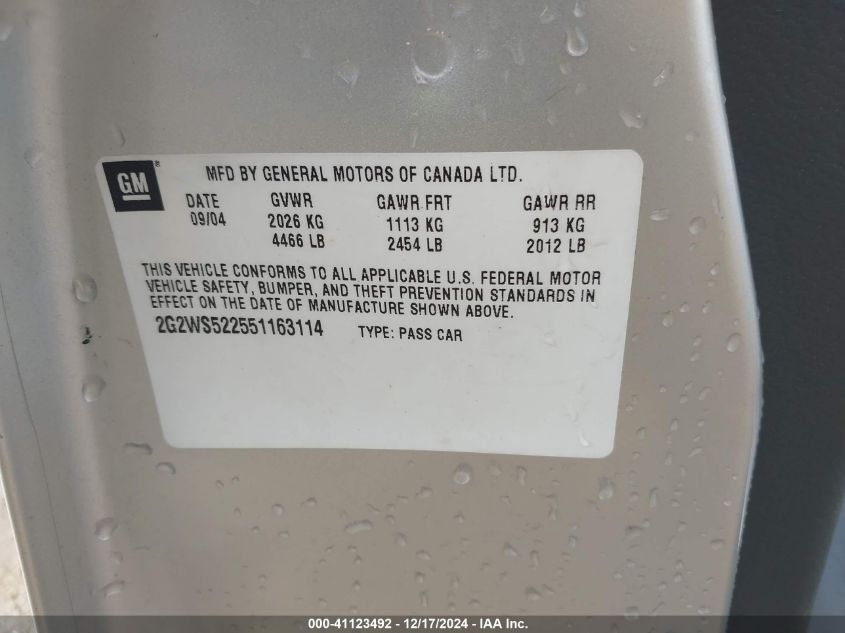 GM®
MFD BY GENERAL MOTORS OF CANADA LTD.
DATE GVWR GAWR FRT GAWR RR
09/04 2026 KG 1113 KG 913 KG
4466 LB 2454 LB 2012 LB
THIS VEHICLE CONFORMS TO ALL APPLICABLE U.S. FEDERAL MOTOR
VEHICLE SAFETY, BUMPER, AND THEFT PREVENTION STANDARDS IN
EFFECT ON THE DATE OF MANUFACTURE SHOWN ABOVE.
2G2WS522551163114 TYPE: PASS CAR
000-41123492 - 12/17/2024 - IAA Inc.